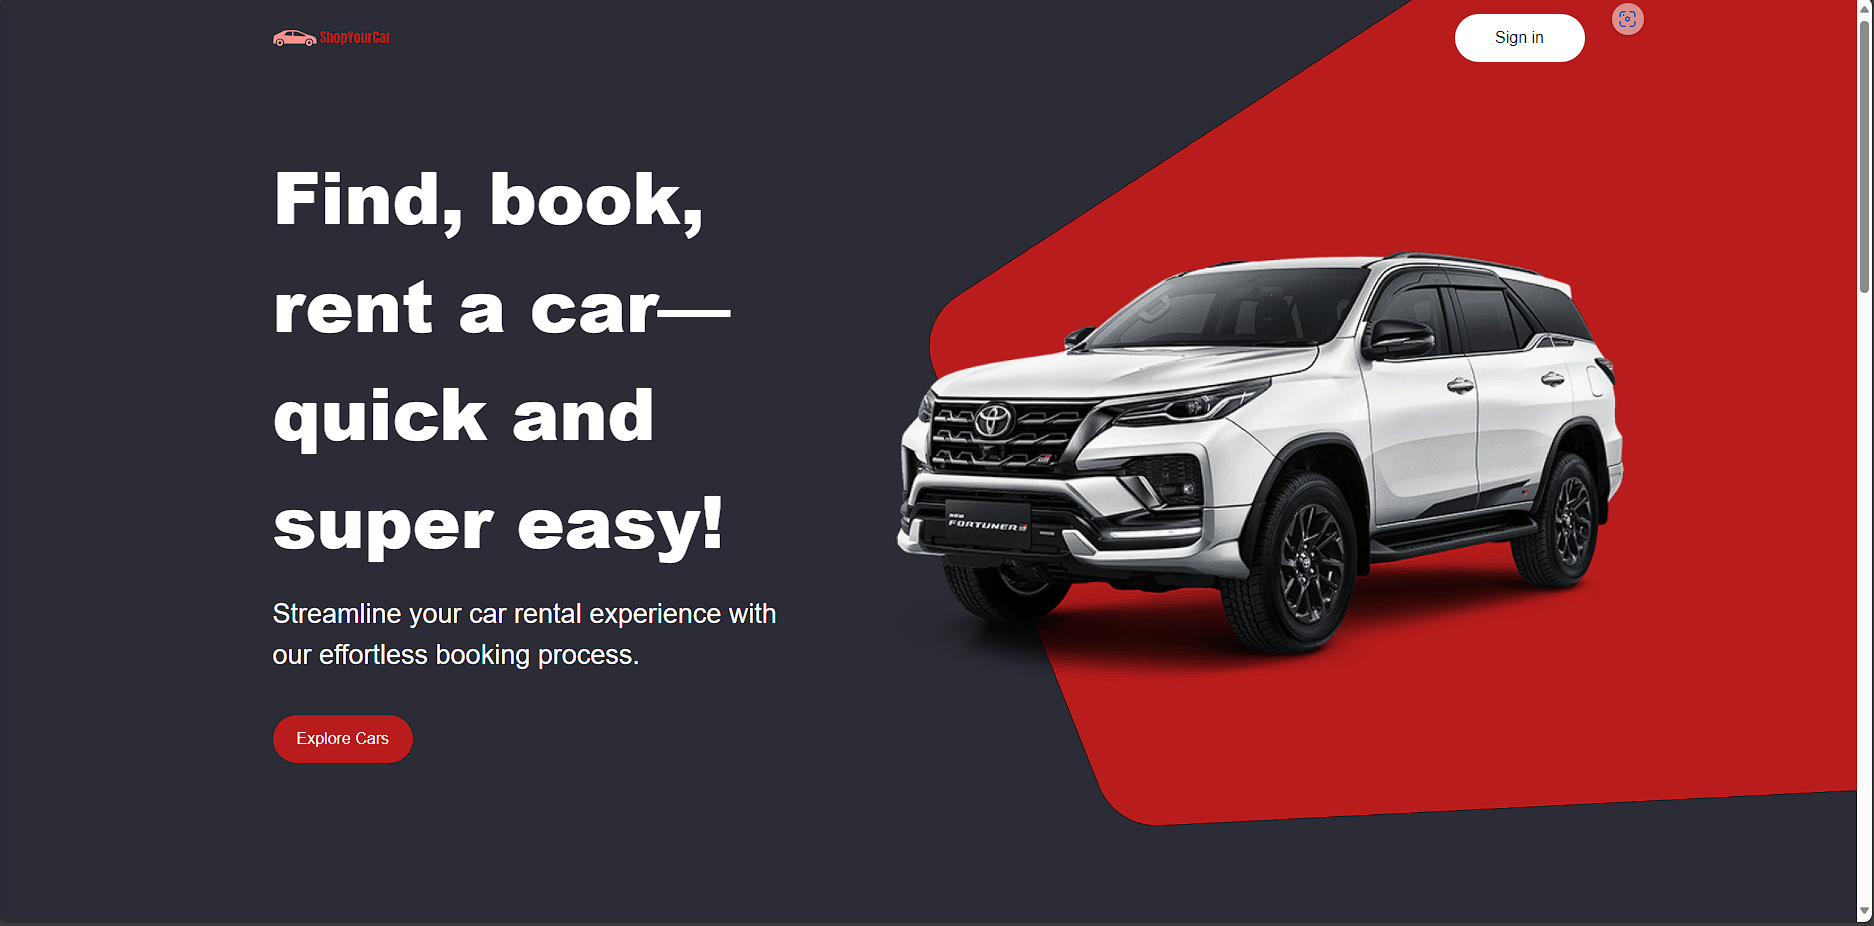 ShopYourCar
Sign in
Find, book,
rent a car—
quick and
super easy!
Streamline your car rental experience with
our effortless booking process.
Explore Cars
FORTUNER